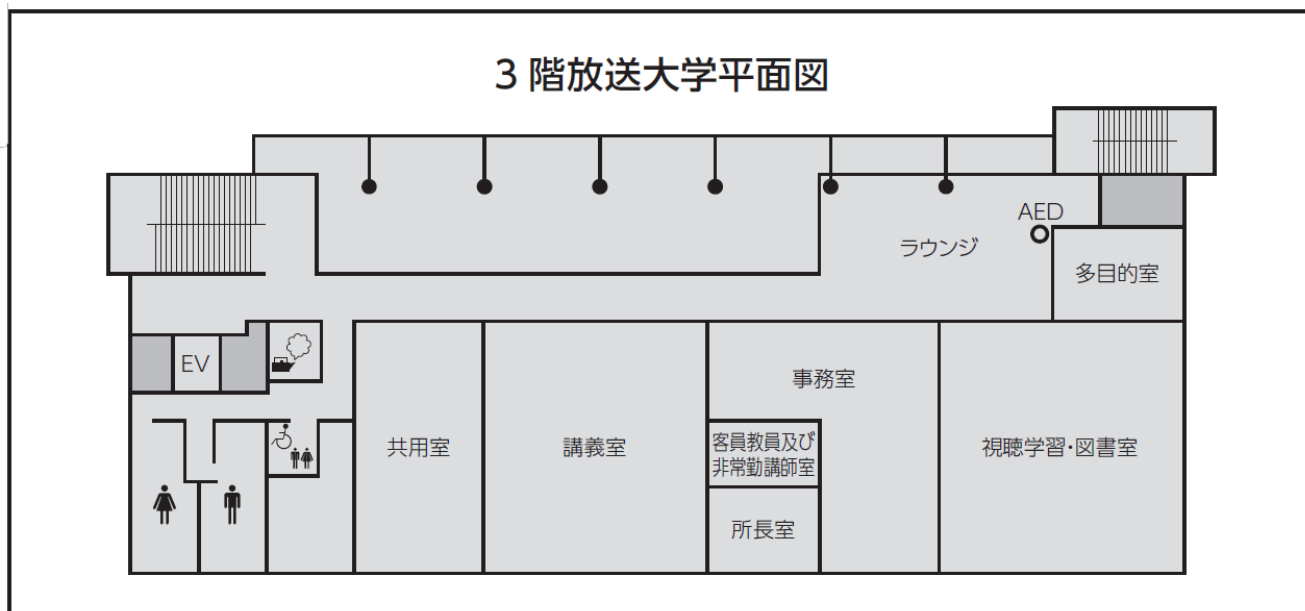 3階放送大学平面図
AED
ラウンジ
多目的室
EV
事務室
共用室
講義室
客員教員及び
非常勤講師室
視聴学習・図書室
所長室